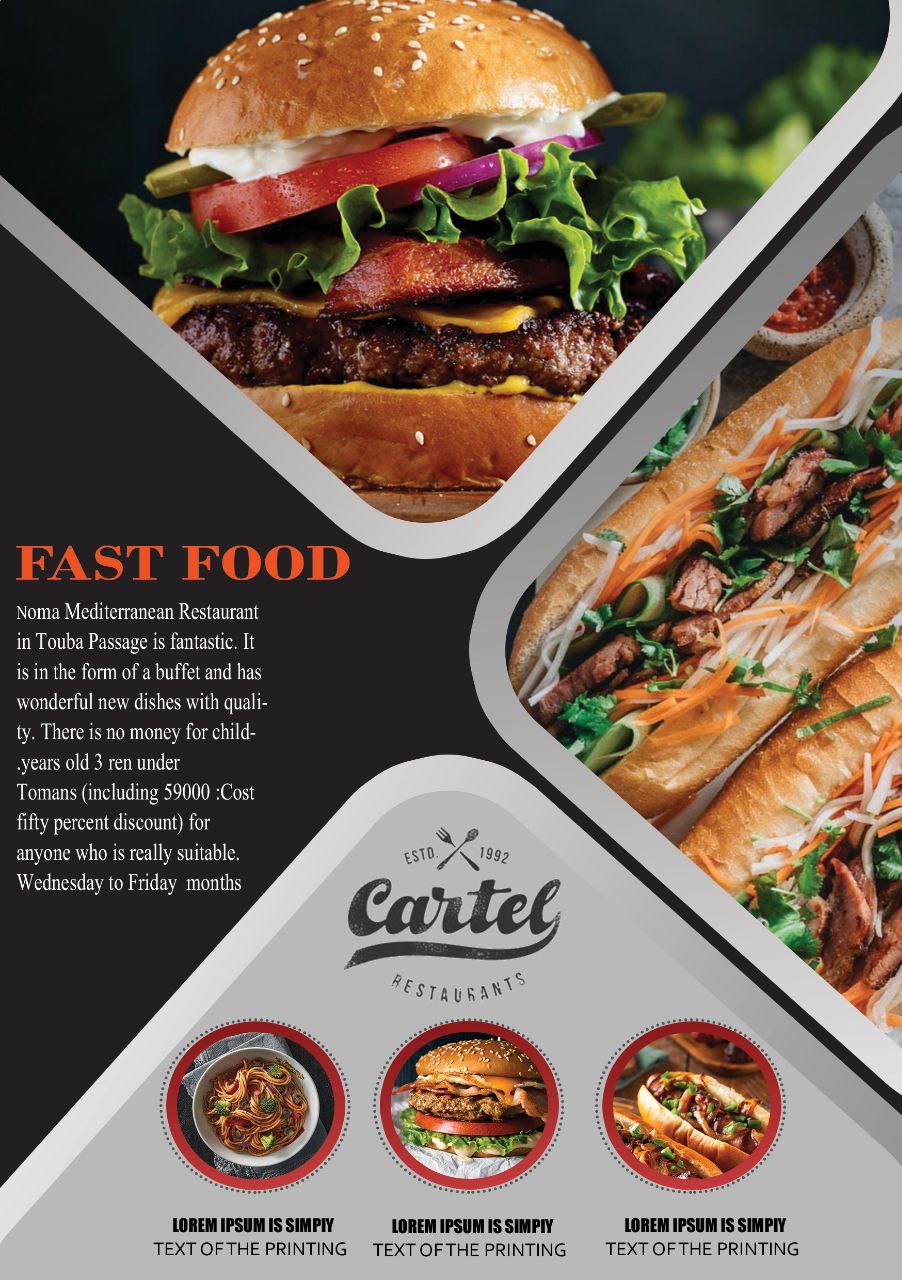 FAST FOOD
Noma Mediterranean Restaurant
in Touba Passage is fantastic. It
is in the form of a buffet and has
wonderful new dishes with quali-
ty. There is no money for child-
.years old 3 ren under
Tomans (including 59000 :Cost
fifty percent discount) for
anyone who is really suitable.
Wednesday to Friday  months
ESTD. 1992
Cartel
RESTAURANTS
LOREM IPSUM IS SIMPIY
TEXT OF THE PRINTING
LOREM IPSUM IS SIMPIY
TEXT OF THE PRINTING
LOREM IPSUM IS SIMPIY
TEXT OF THE PRINTING